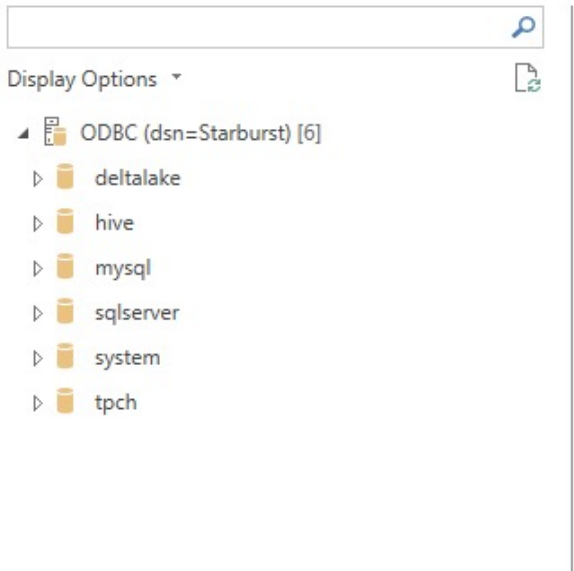 Display Options
ODBC (dsn=Starburst) [6]
deltalake
hive
mysql
sqlserver
system
tpch